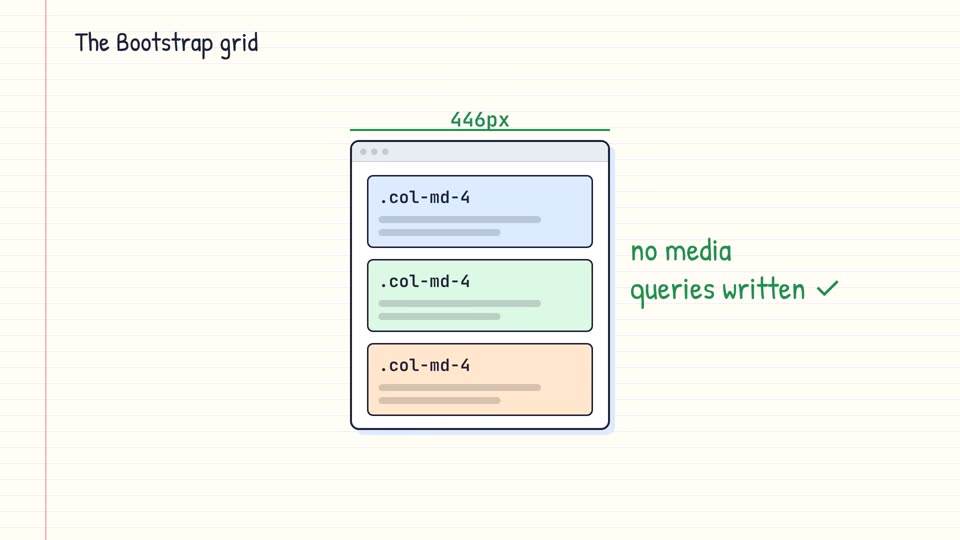 The Bootstrap grid
446px
.col-md-4
.col-md-4
.col-md-4
no media
queries written ✓